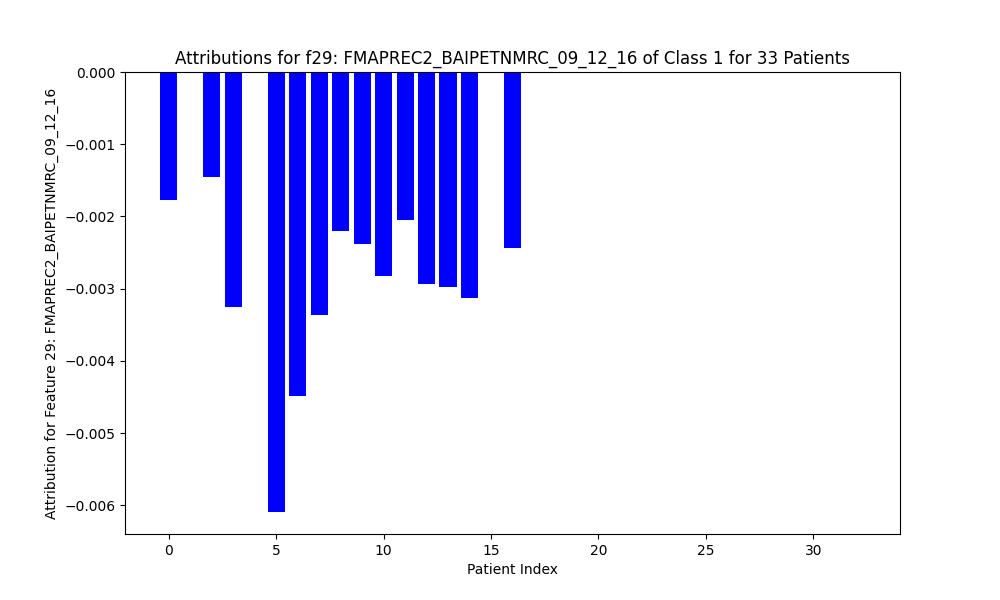 Attributions for f29: FMAPREC2_BAIPETNMRC_09_12_16 of Class 1 for 33 Patients
Attribution for Feature 29: FMAPREC2_BAIPETNMRC_09_12_16
0.000
−0.001
−0.002
−0.003
−0.004
−0.005
−0.006
0 5 10 15 20 25 30
Patient Index